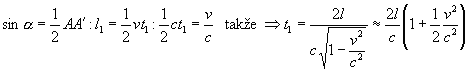 sin α = 1/2 AA′ : l₁ = 1/2 vt₁ : 1/2 ct₁ = v/c takže ⇒ t₁ = 2l/(c√(1 − v²/c²)) ≈ 2l/c (1 + 1/2 v²/c²)